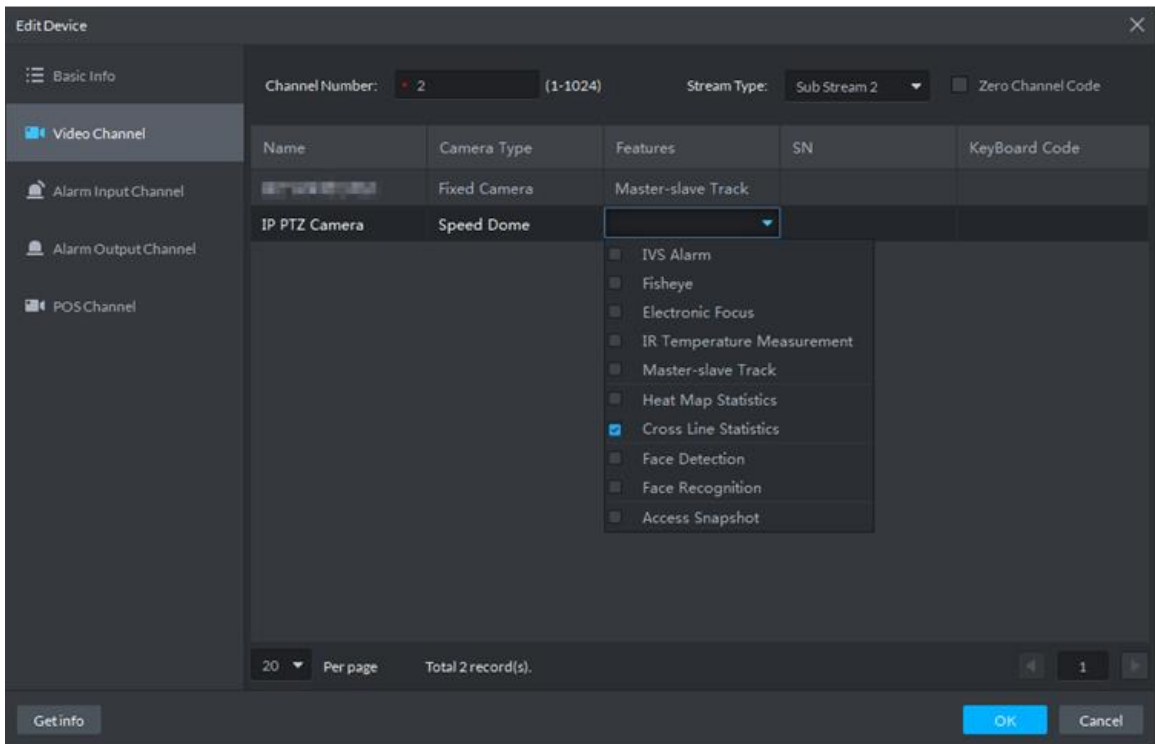 Edit Device
Basic Info
Video Channel
Alarm Input Channel
Alarm Output Channel
POS Channel
Channel Number: * 2 (1-1024) Stream Type: Sub Stream 2 Zero Channel Code
Name Camera Type Features SN KeyBoard Code
Fixed Camera Master-slave Track
IP PTZ Camera Speed Dome
IVS Alarm
Fisheye
Electronic Focus
IR Temperature Measurement
Master-slave Track
Heat Map Statistics
Cross Line Statistics
Face Detection
Face Recognition
Access Snapshot
20 Per page Total 2 record(s). 1
Get info OK Cancel